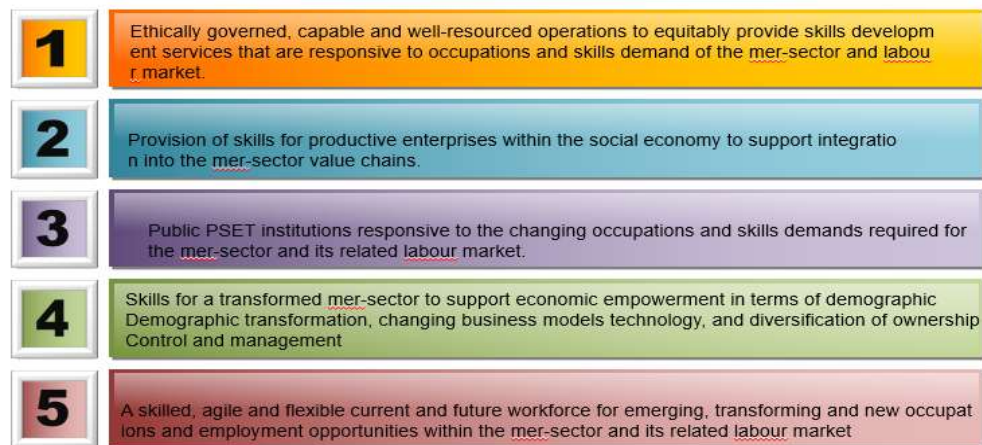 1
Ethically governed, capable and well-resourced operations to equitably provide skills developm
ent services that are responsive to occupations and skills demand of the mer-sector and labou
r market.
2
Provision of skills for productive enterprises within the social economy to support integratio
n into the mer-sector value chains.
3
Public PSET institutions responsive to the changing occupations and skills demands required for
the mer-sector and its related labour market.
4
Skills for a transformed mer-sector to support economic empowerment in terms of demographic
Demographic transformation, changing business models technology, and diversification of ownership
Control and management
5
A skilled, agile and flexible current and future workforce for emerging, transforming and new occupat
ions and employment opportunities within the mer-sector and its related labour market